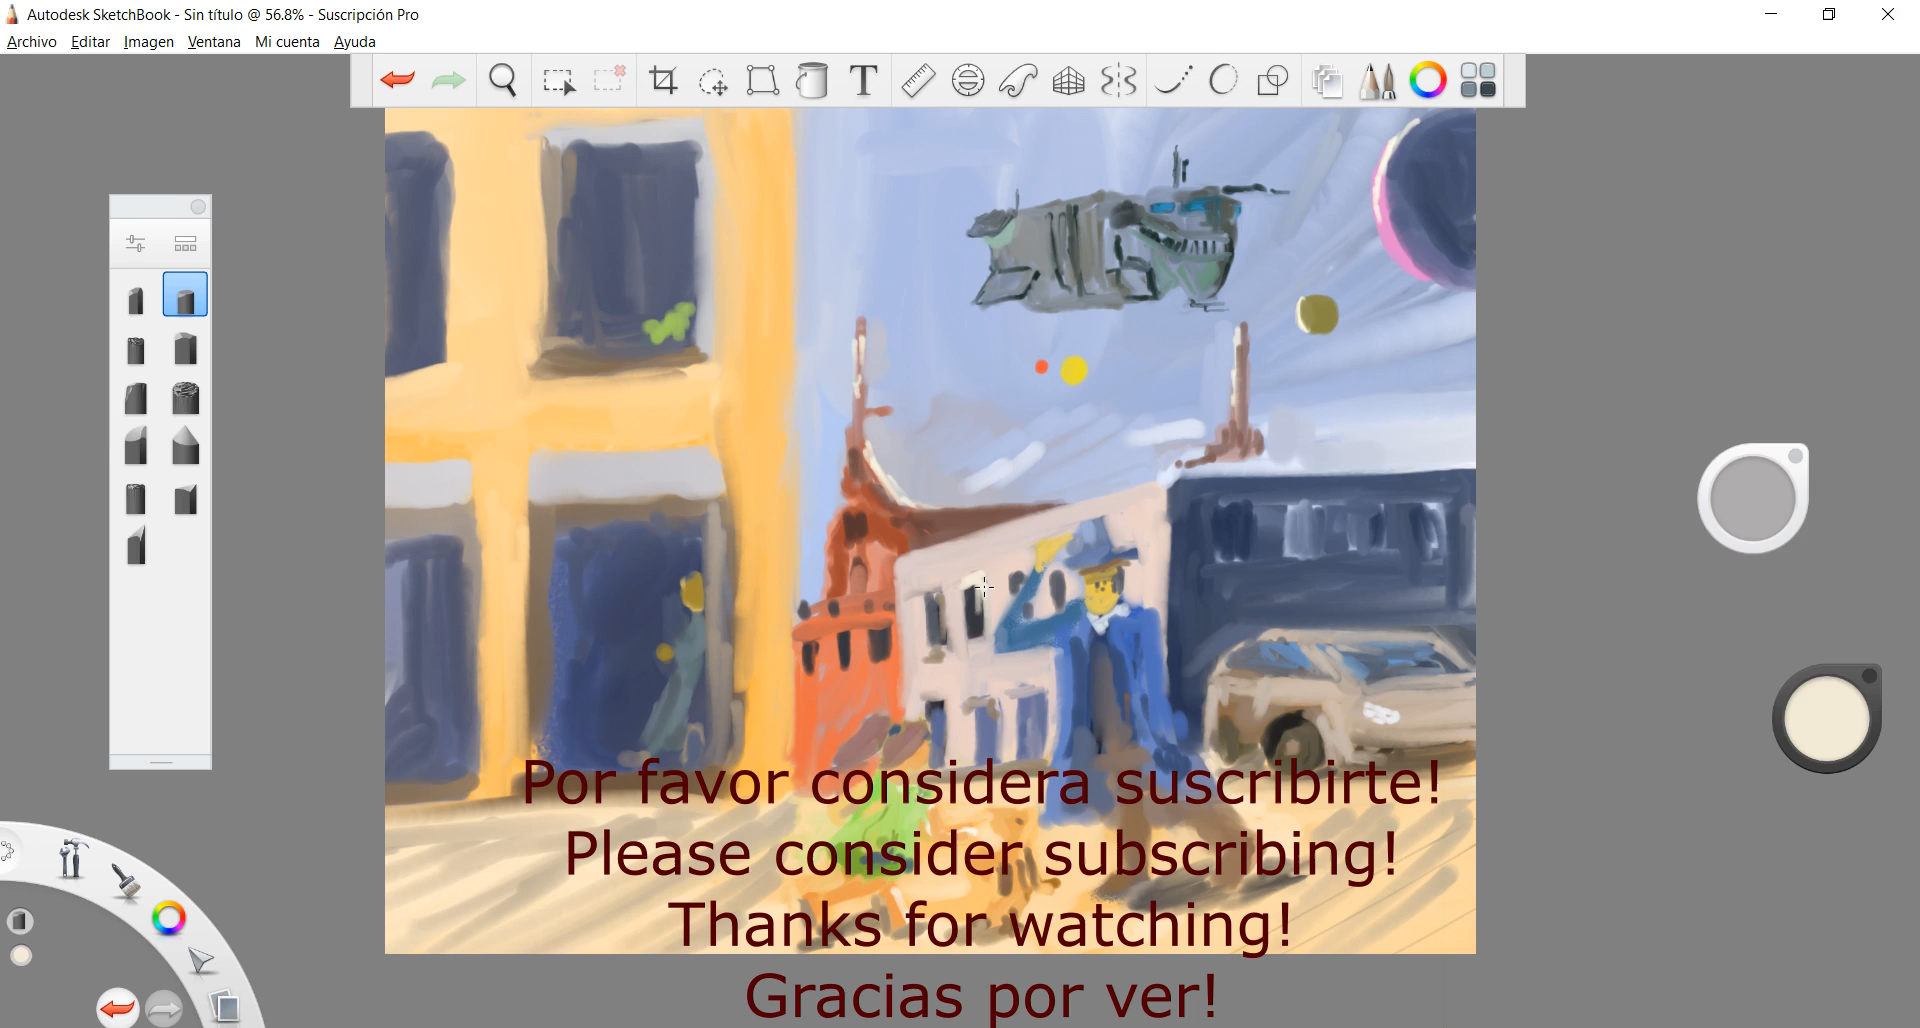 Autodesk SketchBook - Sin título @ 56.8% - Suscripción Pro
Archivo Editar Imagen Ventana Mi cuenta Ayuda
T
Por favor considera suscribirte!
Please consider subscribing!
Thanks for watching!
Gracias por ver!